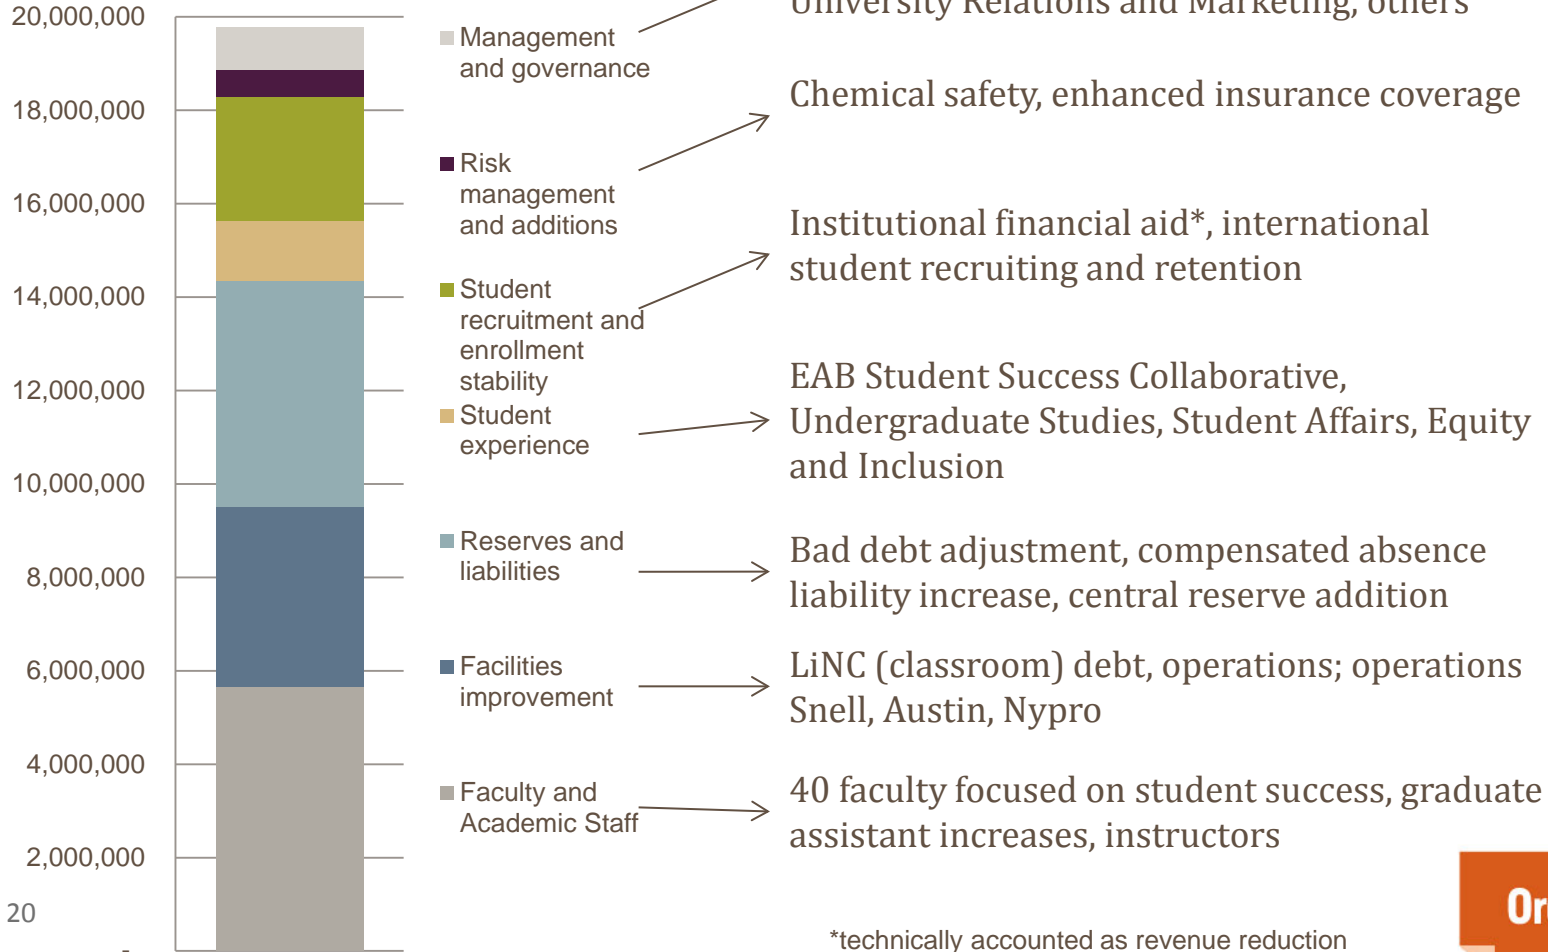 20,000,000
18,000,000
16,000,000
14,000,000
12,000,000
10,000,000
8,000,000
6,000,000
4,000,000
2,000,000
-
Management
and governance
Risk
management
and additions
Student
recruitment and
enrollment
stability
Student
experience
Reserves and
liabilities
Facilities
improvement
Faculty and
Academic Staff
University Relations and Marketing, others
Chemical safety, enhanced insurance coverage
Institutional financial aid*, international
student recruiting and retention
EAB Student Success Collaborative,
Undergraduate Studies, Student Affairs, Equity
and Inclusion
Bad debt adjustment, compensated absence
liability increase, central reserve addition
LiNC (classroom) debt, operations; operations
Snell, Austin, Nypro
40 faculty focused on student success, graduate
assistant increases, instructors
20
*technically accounted as revenue reduction